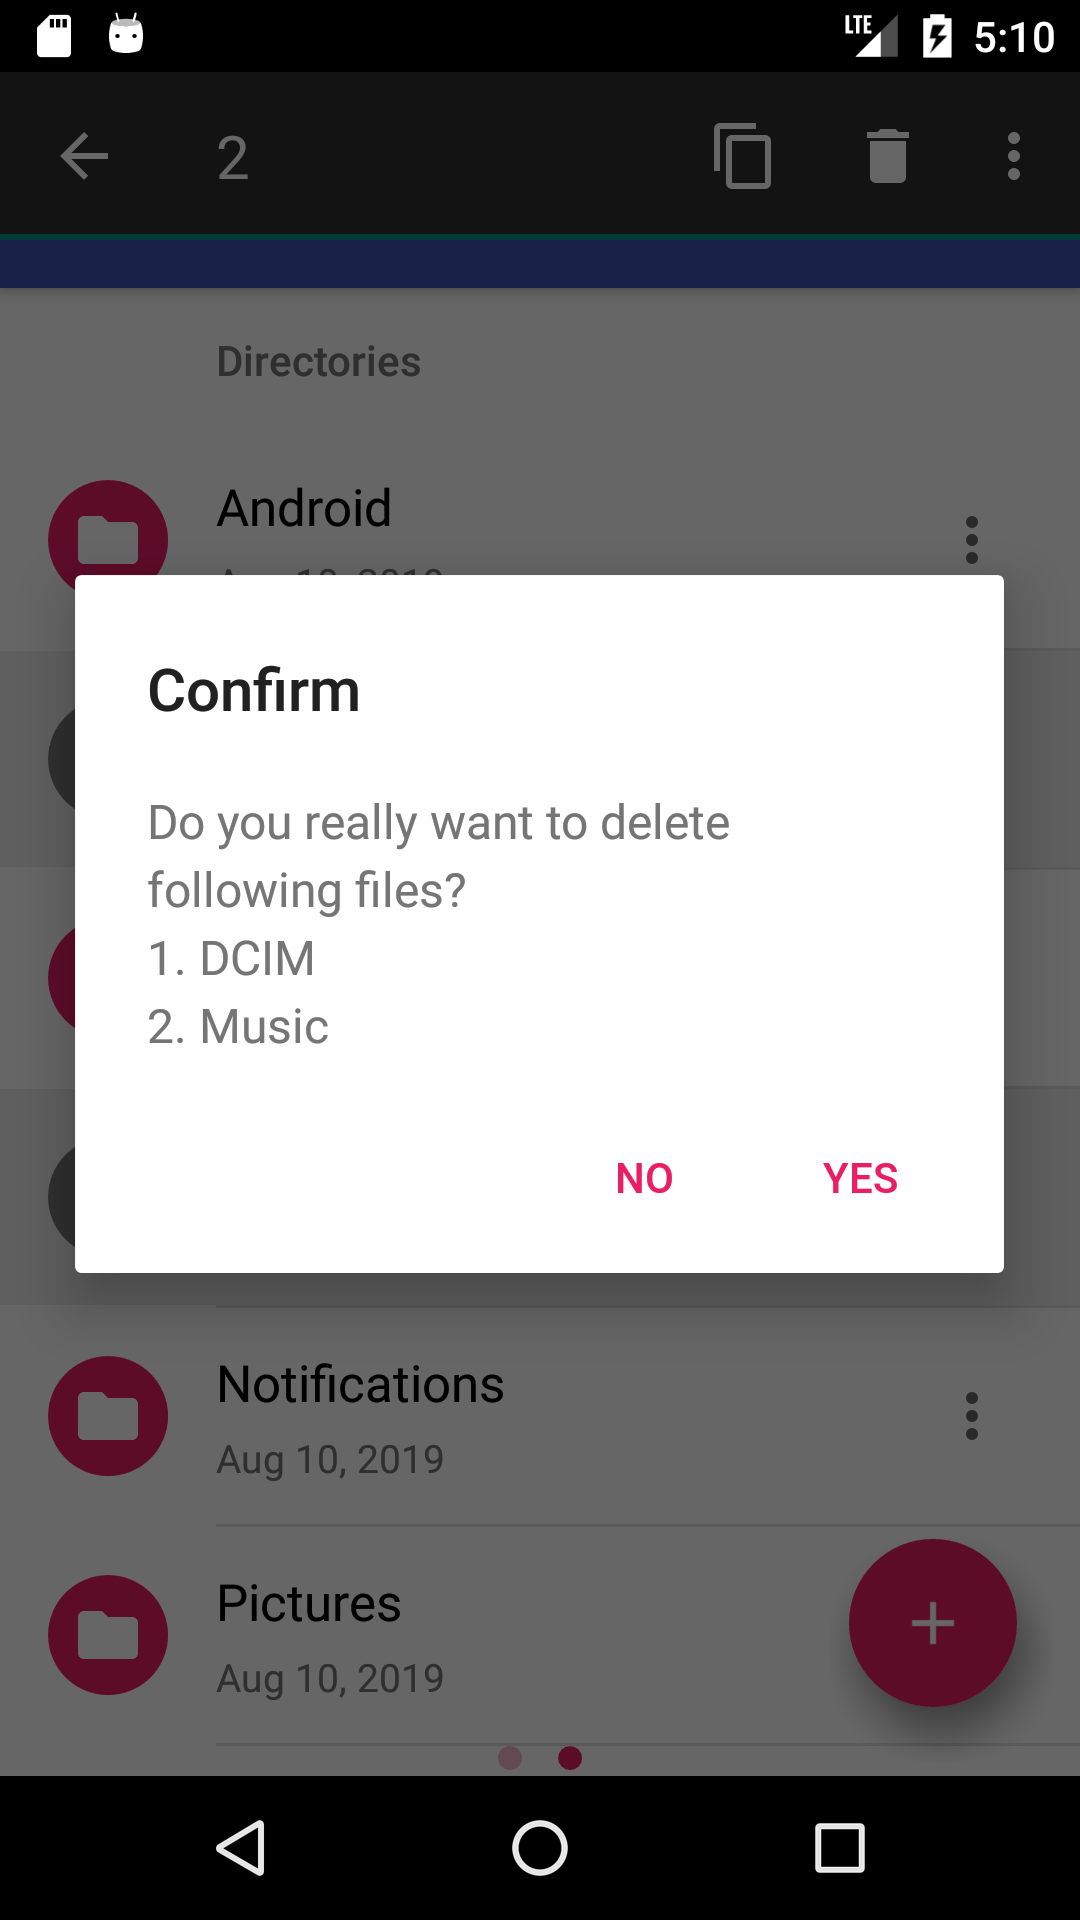 LTE 5:10
2
Directories
Android
Confirm
Do you really want to delete
following files?
1. DCIM
2. Music
NO YES
Notifications
Aug 10, 2019
Pictures
Aug 10, 2019